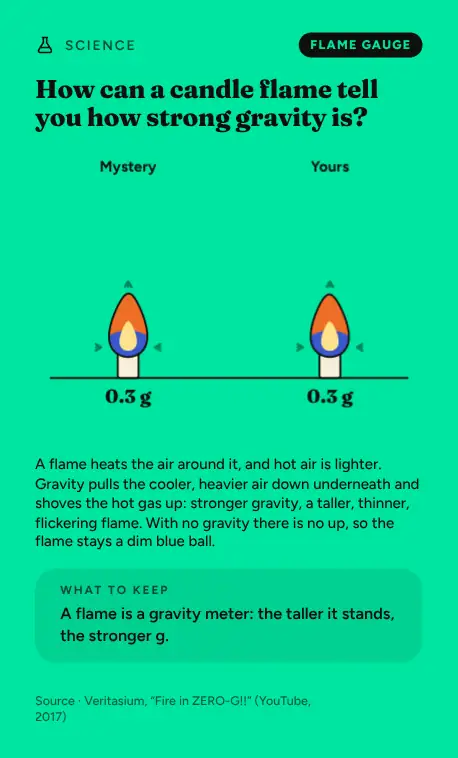 SCIENCE
FLAME GAUGE
How can a candle flame tell
you how strong gravity is?
Mystery
Yours
0.3 g
0.3 g
A flame heats the air around it, and hot air is lighter.
Gravity pulls the cooler, heavier air down underneath and
shoves the hot gas up: stronger gravity, a taller, thinner,
flickering flame. With no gravity there is no up, so the
flame stays a dim blue ball.
WHAT TO KEEP
A flame is a gravity meter: the taller it stands,
the stronger g.
Source · Veritasium, “Fire in ZERO-G!!” (YouTube,
2017)